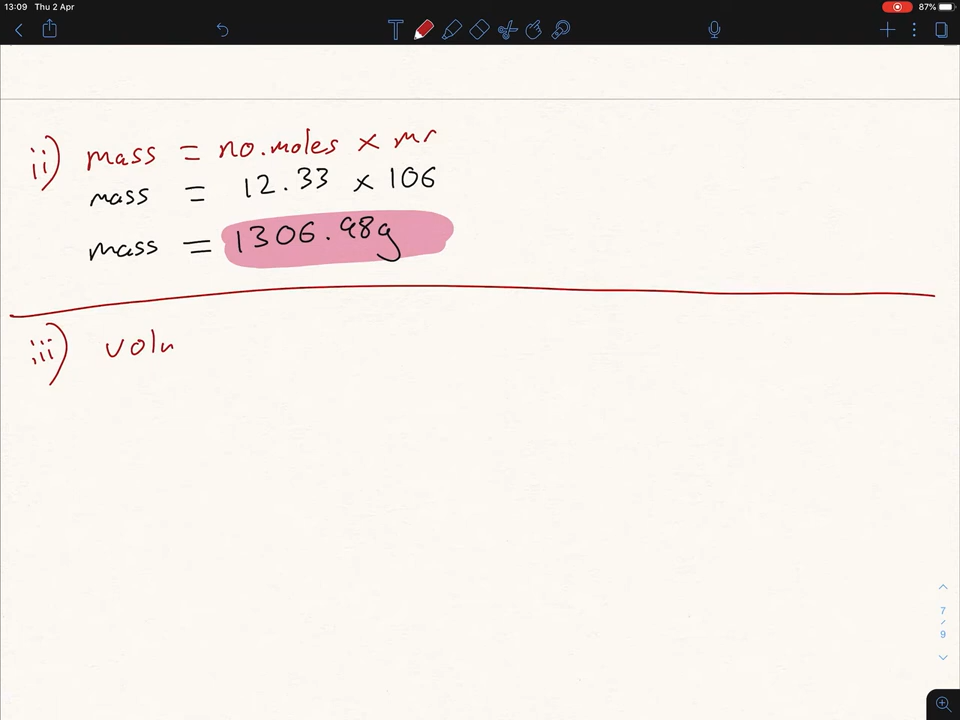 13:09 Thu 2 Apr
87%
T
ii) mass = no.moles x mr
mass = 12.33 x 106
mass = 1306.98g
iii) volu
7
/
9